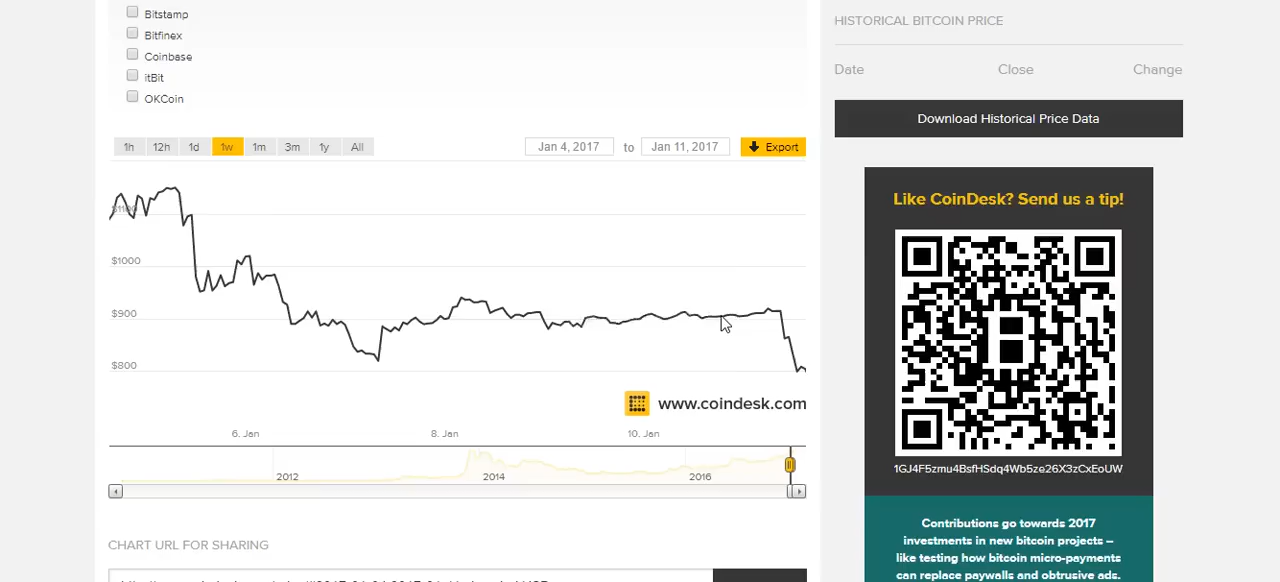 Bitstamp
Bitfinex
Coinbase
itBit
OKCoin
1h 12h 1d 1w 1m 3m 1y All
Jan 4, 2017 to Jan 11, 2017 Export
$1100
$1000
$900
$800
www.coindesk.com
6. Jan 8. Jan 10. Jan
2012 2014 2016
CHART URL FOR SHARING
HISTORICAL BITCOIN PRICE
Date Close Change
Download Historical Price Data
Like CoinDesk? Send us a tip!
1GJ4F5zmu4BsfHSdq4Wb5ze26X3zCxEoUW
Contributions go towards 2017
investments in new bitcoin projects –
like testing how bitcoin micro-payments
can replace paywalls and obtrusive ads.